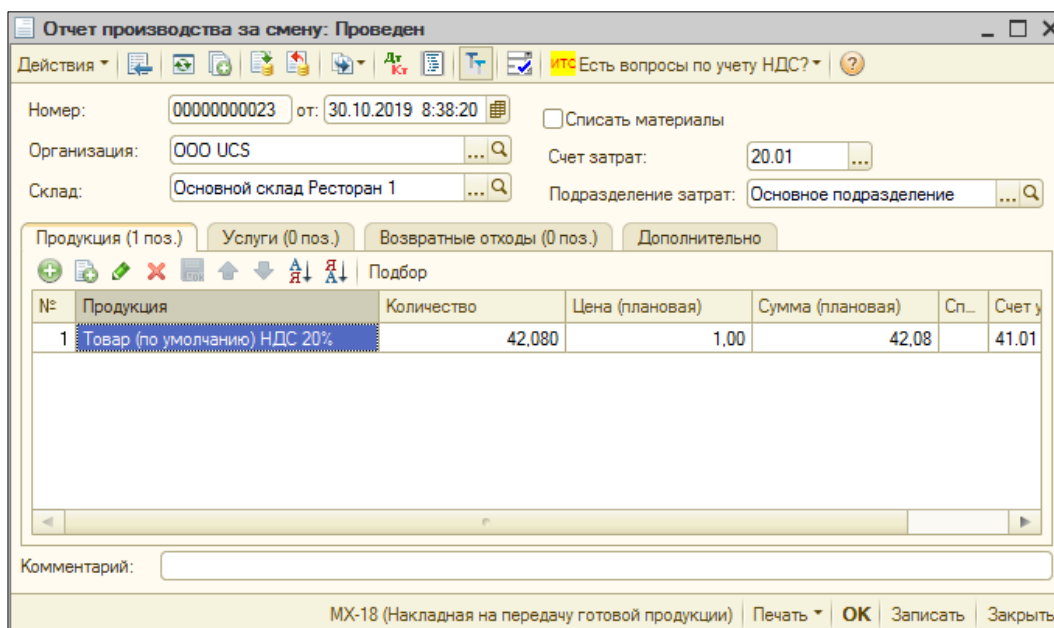 Отчет производства за смену: Проведен
Действия Дт Кт Тт итс Есть вопросы по учету НДС? ?
Номер: 00000000023 от: 30.10.2019 8:38:20 Списать материалы
Организация: ООО UCS ... Счет затрат: 20.01 ...
Склад: Основной склад Ресторан 1 ... Подразделение затрат: Основное подразделение ...
Продукция (1 поз.) Услуги (0 поз.) Возвратные отходы (0 поз.) Дополнительно
А Я Я А Подбор
№ Продукция Количество Цена (плановая) Сумма (плановая) Сп... Счет у
1 Товар (по умолчанию) НДС 20% 42,080 1,00 42,08 41.01
Комментарий:
МХ-18 (Накладная на передачу готовой продукции) Печать OK Записать Закрыть